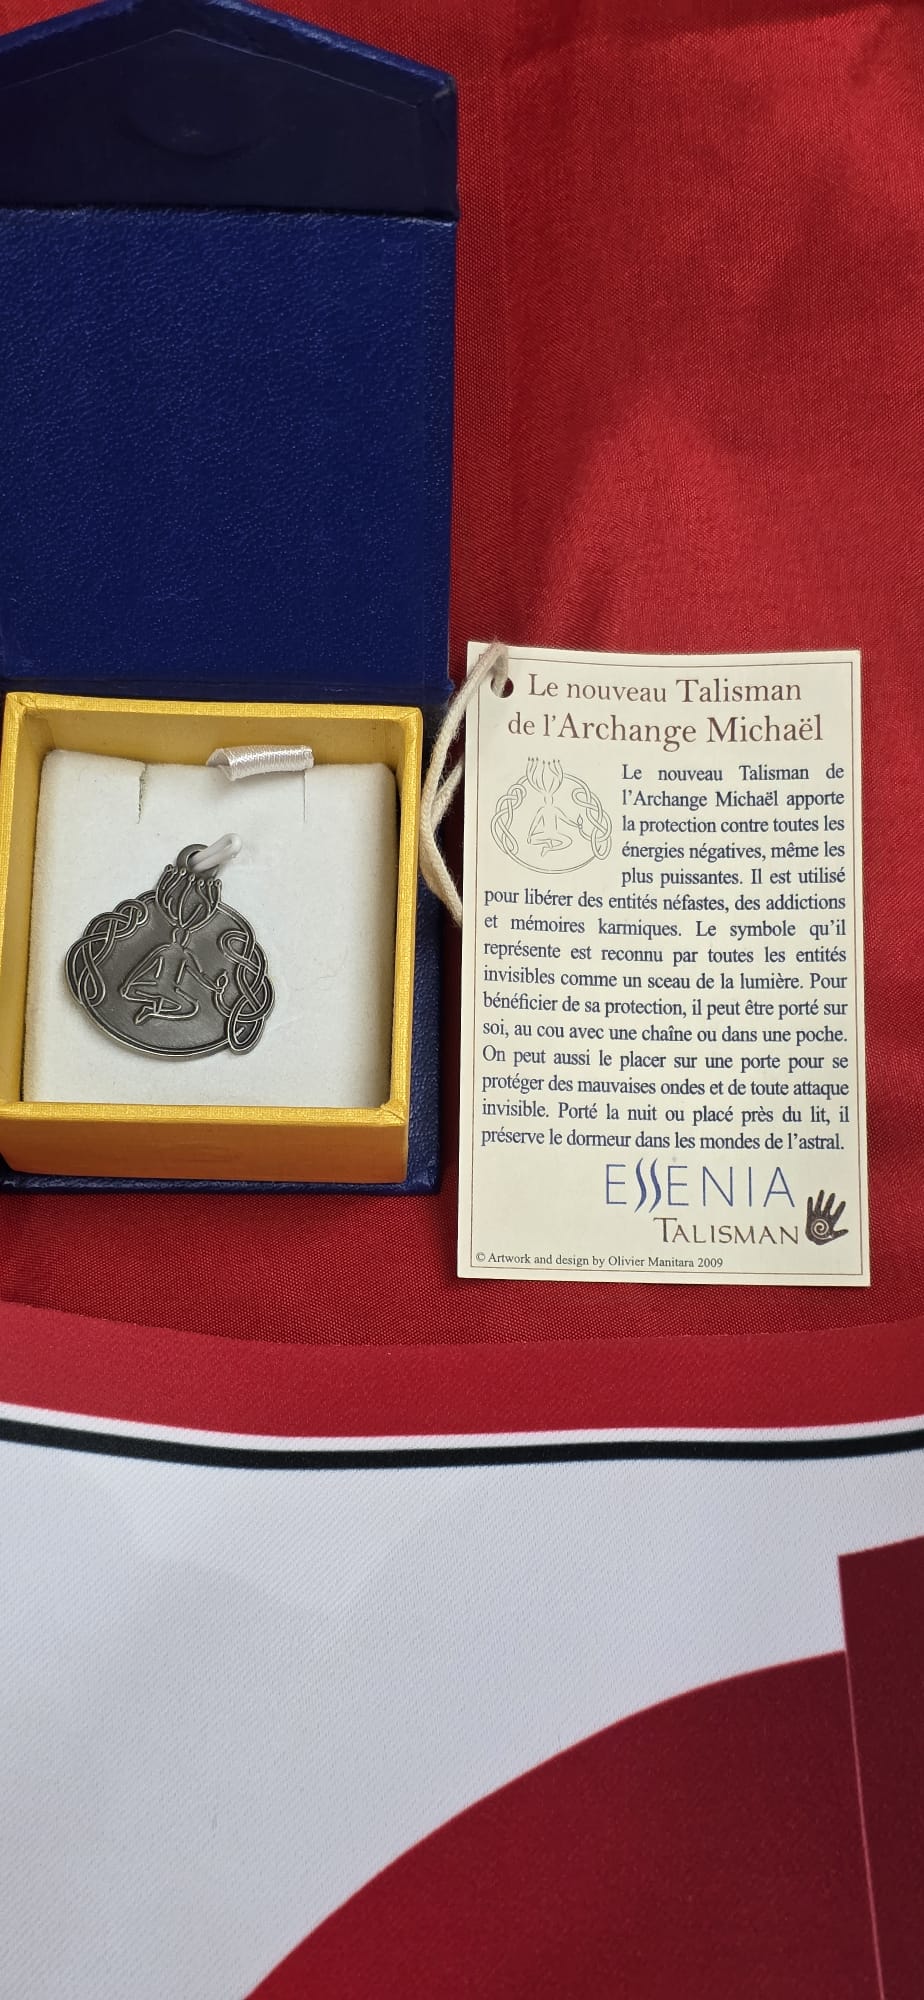 Le nouveau Talisman
de l'Archange Michaël
Le nouveau Talisman de
l'Archange Michaël apporte
la protection contre toutes les
énergies négatives, même les
plus puissantes. Il est utilisé
pour libérer des entités néfastes, des addictions
et mémoires karmiques. Le symbole qu'il
représente est reconnu par toutes les entités
invisibles comme un sceau de la lumière. Pour
bénéficier de sa protection, il peut être porté sur
soi, au cou avec une chaîne ou dans une poche.
On peut aussi le placer sur une porte pour se
protéger des mauvaises ondes et de toute attaque
invisible. Porté la nuit ou placé près du lit, il
préserve le dormeur dans les mondes de l'astral.
ESSENIA
TALISMAN
© Artwork and design by Olivier Manitara 2009